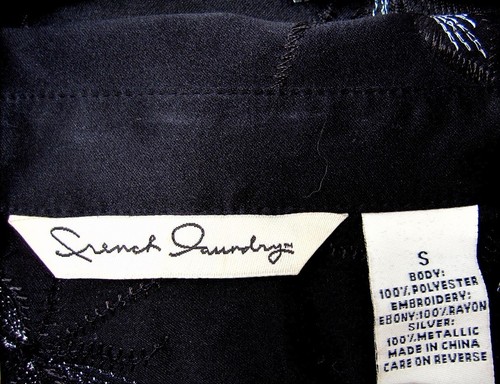 French Laundry™
S
BODY:
100% POLYESTER
EMBROIDERY:
EBONY:100% RAYON
SILVER:
100% METALLIC
MADE IN CHINA
CARE ON REVERSE